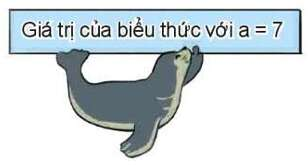 Giá trị của biểu thức với a = 7